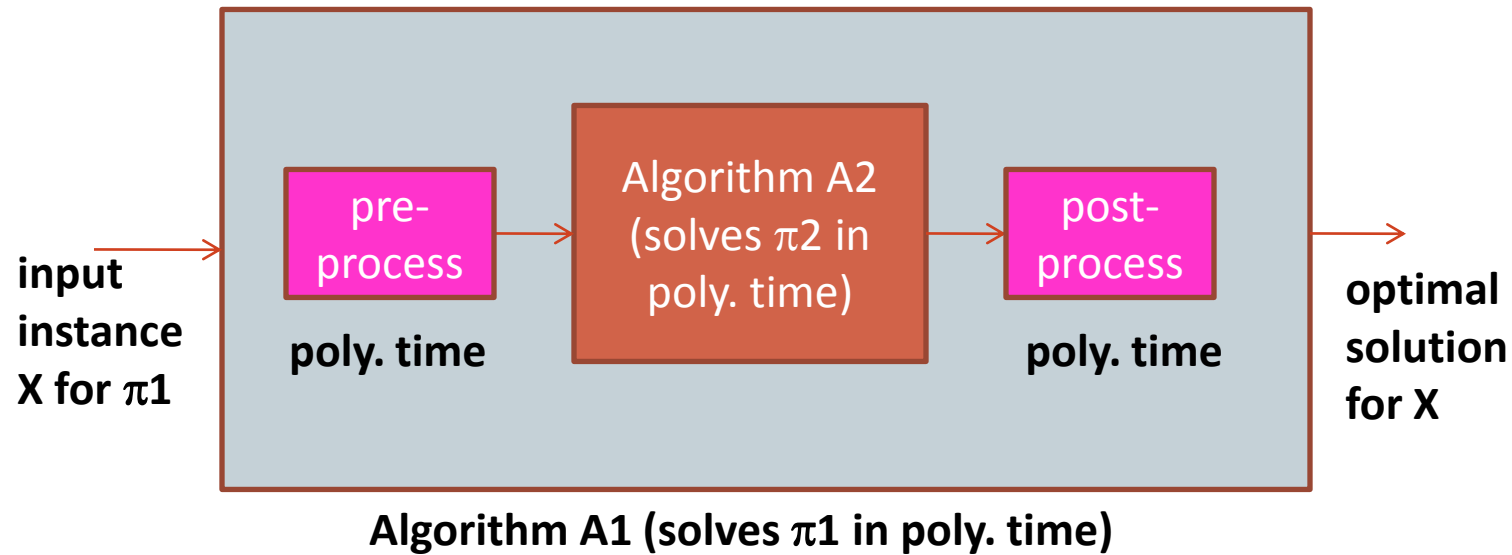 input
instance
X for π1
pre-
process
poly. time
Algorithm A2
(solves π2 in
poly. time)
post-
process
poly. time
optimal
solution
for X
Algorithm A1 (solves π1 in poly. time)